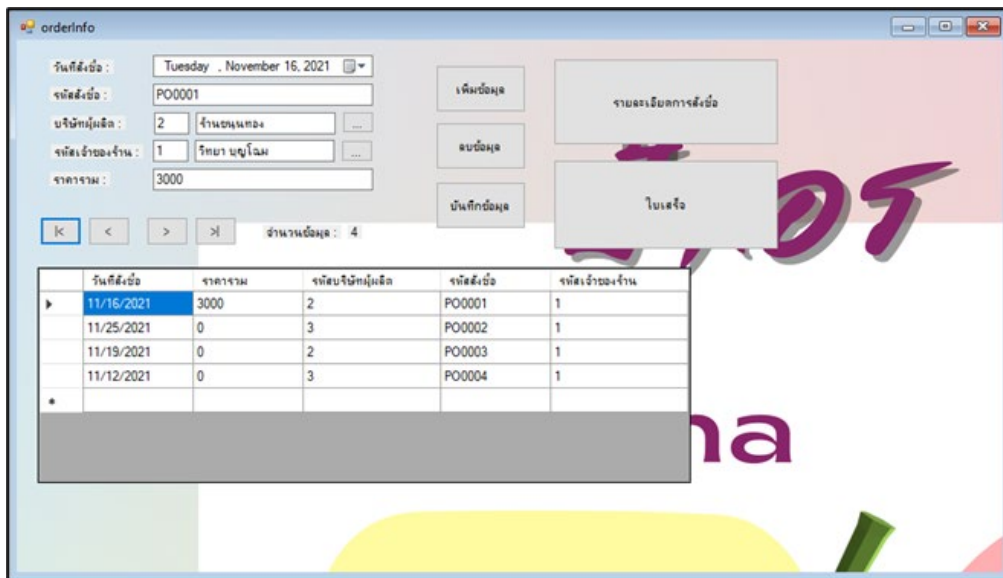 orderInfo
วันที่สั่งซื้อ : Tuesday , November 16, 2021
รหัสสั่งซื้อ : PO0001
บริษัทผู้ผลิต : 2 ร้านขนุนทอง ...
รหัสเจ้าของร้าน : 1 วิทยา บุญโฉม ...
ราคารวม : 3000
เพิ่มข้อมูล
ลบข้อมูล
บันทึกข้อมูล
รายละเอียดการสั่งซื้อ
ใบเสร็จ
|< < > >| จำนวนข้อมูล : 4
วันที่สั่งซื้อ ราคารวม รหัสบริษัทผู้ผลิต รหัสสั่งซื้อ รหัสเจ้าของร้าน
11/16/2021 3000 2 PO0001 1
11/25/2021 0 3 PO0002 1
11/19/2021 0 2 PO0003 1
11/12/2021 0 3 PO0004 1